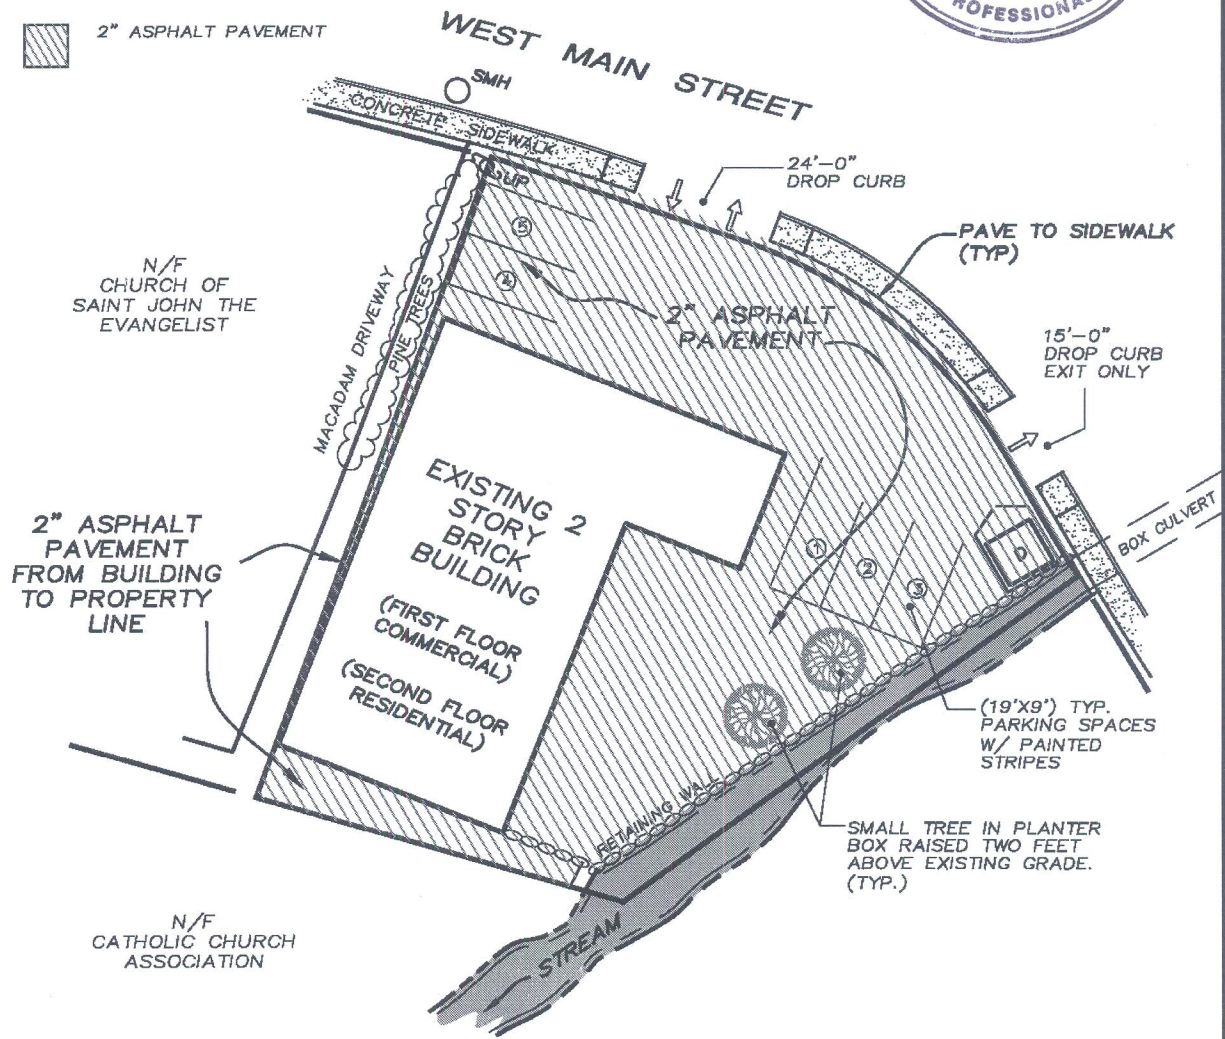 2" ASPHALT PAVEMENT
WEST MAIN STREET
ROFESSIONAL
SMH
CONCRETE SIDEWALK
UP
24'-0"
DROP CURB
PAVE TO SIDEWALK
(TYP)
5
4
N/F
CHURCH OF
SAINT JOHN THE
EVANGELIST
MACADAM DRIVEWAY
PINE TREES
2" ASPHALT
PAVEMENT
15'-0"
DROP CURB
EXIT ONLY
EXISTING 2
STORY
BRICK
BUILDING
(FIRST FLOOR
COMMERCIAL)
(SECOND FLOOR
RESIDENTIAL)
2" ASPHALT
PAVEMENT
FROM BUILDING
TO PROPERTY
LINE
1
2
3
D
BOX CULVERT
(19'X9') TYP.
PARKING SPACES
W/ PAINTED
STRIPES
RETAINING WALL
SMALL TREE IN PLANTER
BOX RAISED TWO FEET
ABOVE EXISTING GRADE.
(TYP.)
N/F
CATHOLIC CHURCH
ASSOCIATION
STREAM